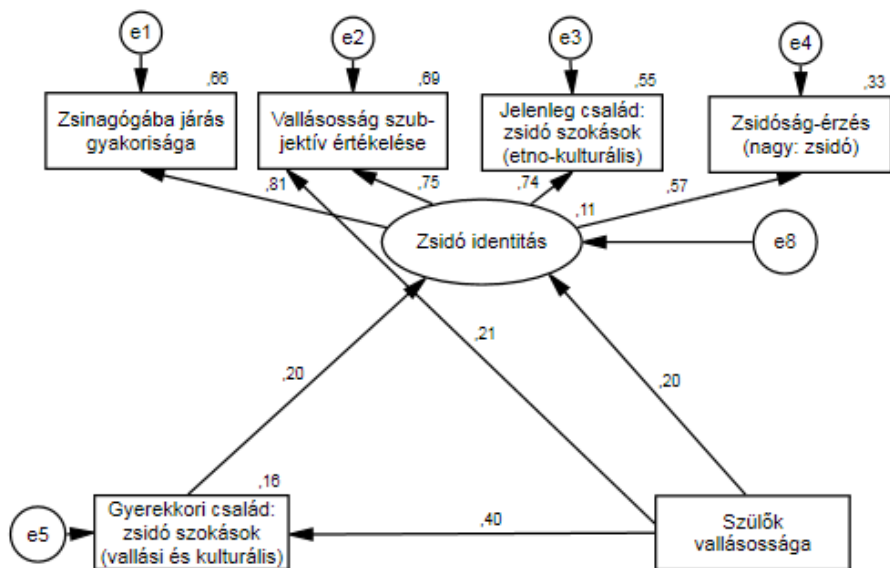 e1
e2
e3
e4
,66
,69
,55
,33
Zsinagógába járás
gyakorisága
Vallásosság szub-
jektív értékelése
Jelenleg család:
zsidó szokások
(etno-kulturális)
Zsidóság-érzés
(nagy: zsidó)
,81
,75
,74
,57
,11
Zsidó identitás
e8
,20
,21
,20
,16
e5
Gyerekkori család:
zsidó szokások
(vallási és kulturális)
,40
Szülők
vallásossága